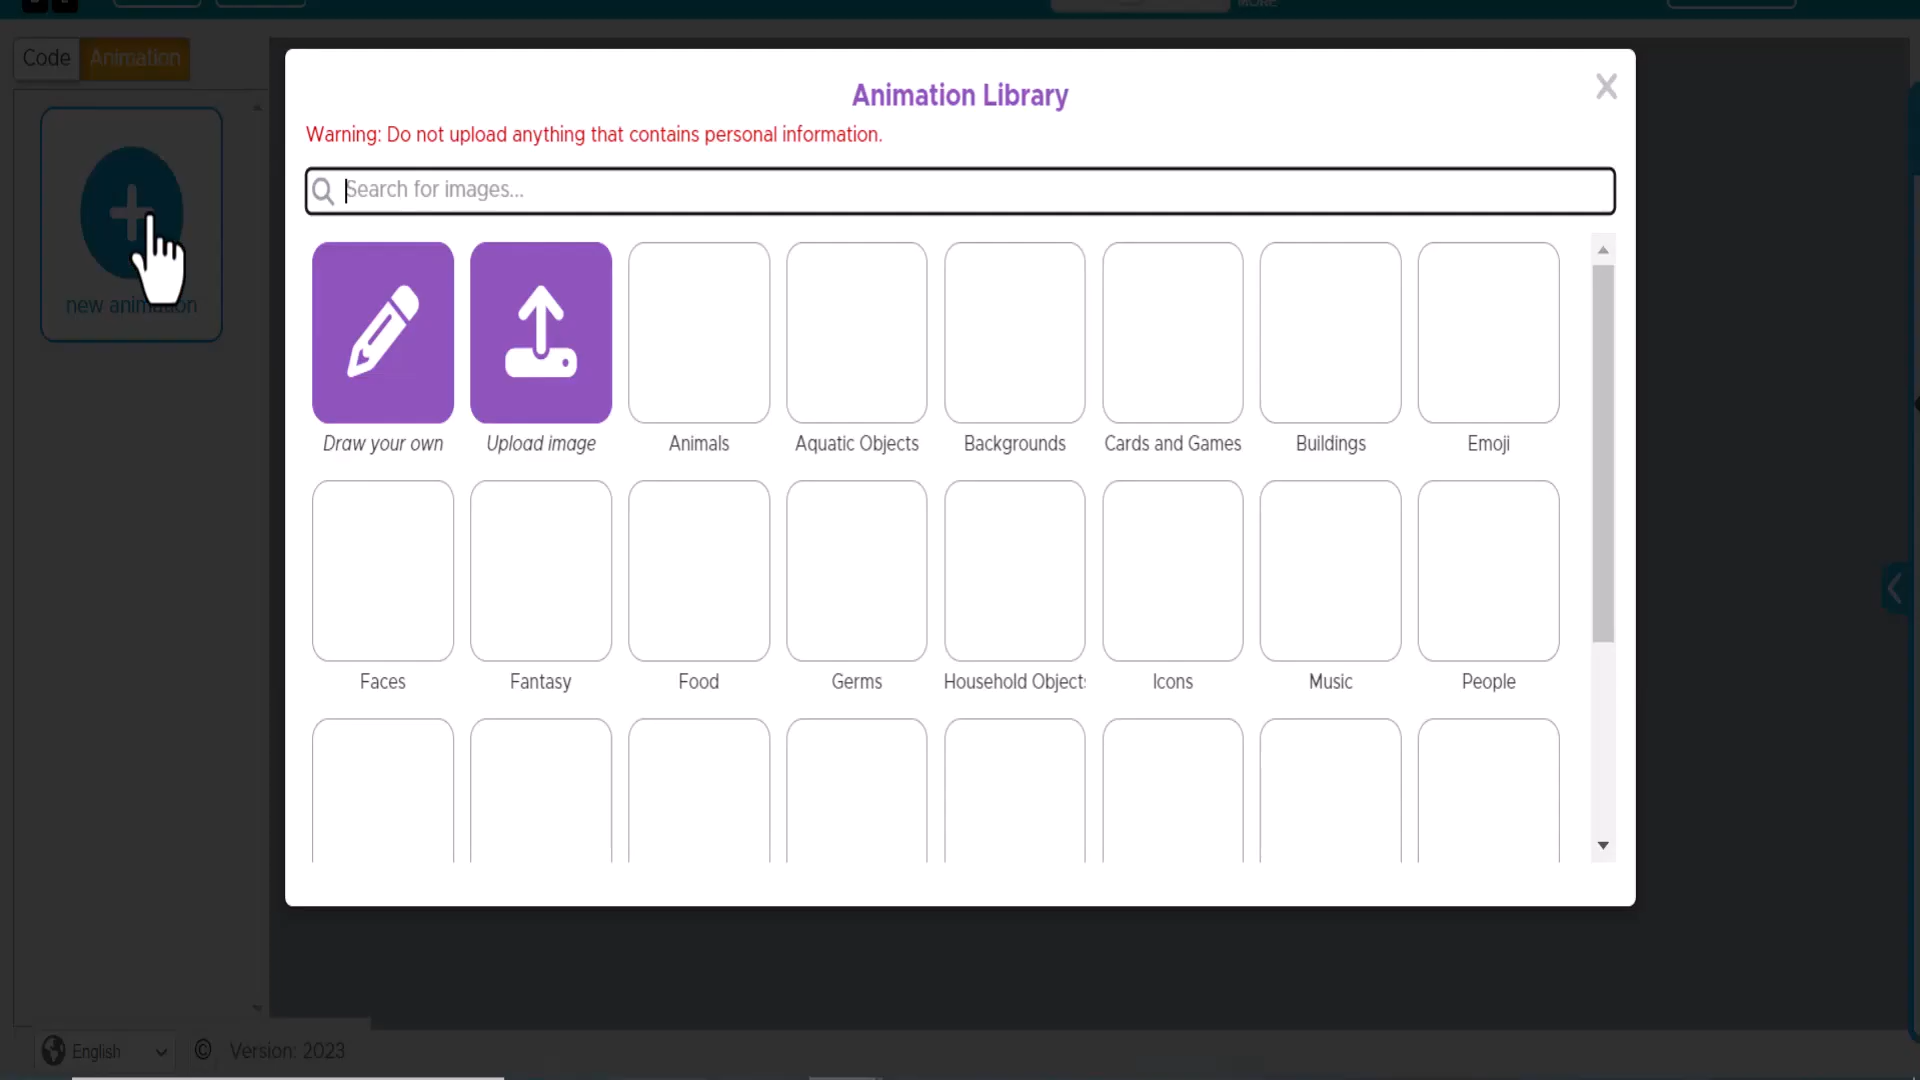 MORE
Code
Animation
Animation Library
X
Warning: Do not upload anything that contains personal information.
Search for images...
new animation
Draw your own
Upload image
Animals
Aquatic Objects
Backgrounds
Cards and Games
Buildings
Emoji
Faces
Fantasy
Food
Germs
Household Objects
Icons
Music
People
English
© Version: 2023